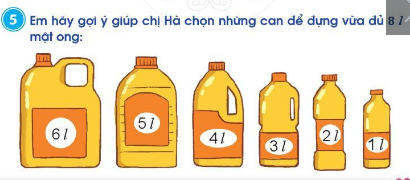 5 Em hãy gợi ý giúp chị Hà chọn những can để đựng vừa đủ 8 l
mật ong:
6 l 5 l 4 l 3 l 2 l 1 l